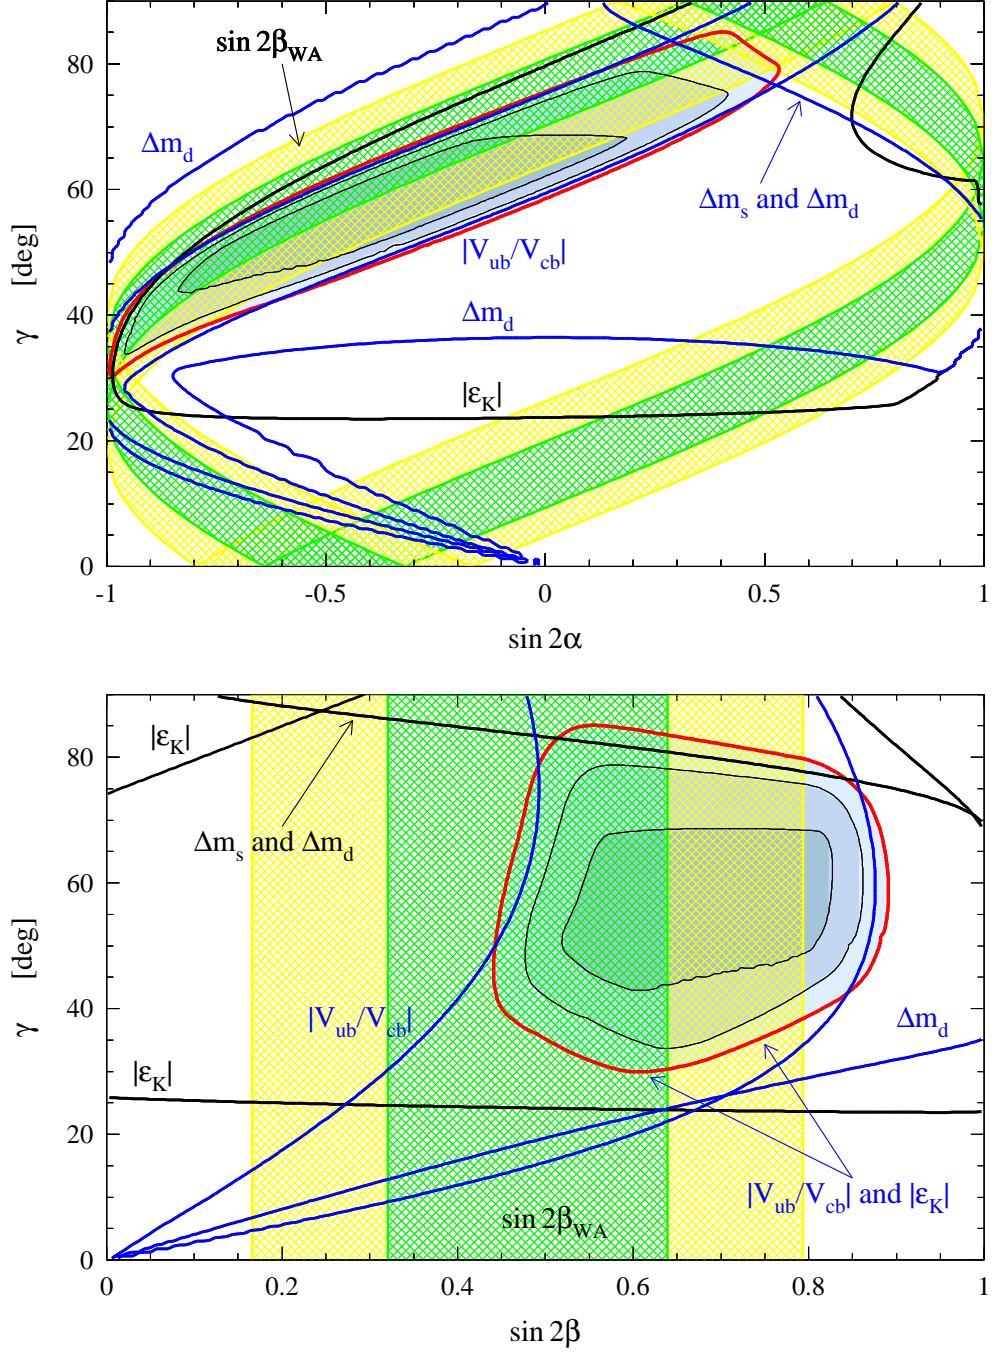 80
60
40
20
0
γ [deg]
sin 2β_WA
Δm_d
Δm_s and Δm_d
|V_ub/V_cb|
Δm_d
|ε_K|
-1 -0.5 0 0.5 1
sin 2α
80
60
40
20
0
γ [deg]
|ε_K|
Δm_s and Δm_d
|V_ub/V_cb|
Δm_d
|ε_K|
|V_ub/V_cb| and |ε_K|
sin 2β_WA
0 0.2 0.4 0.6 0.8 1
sin 2β